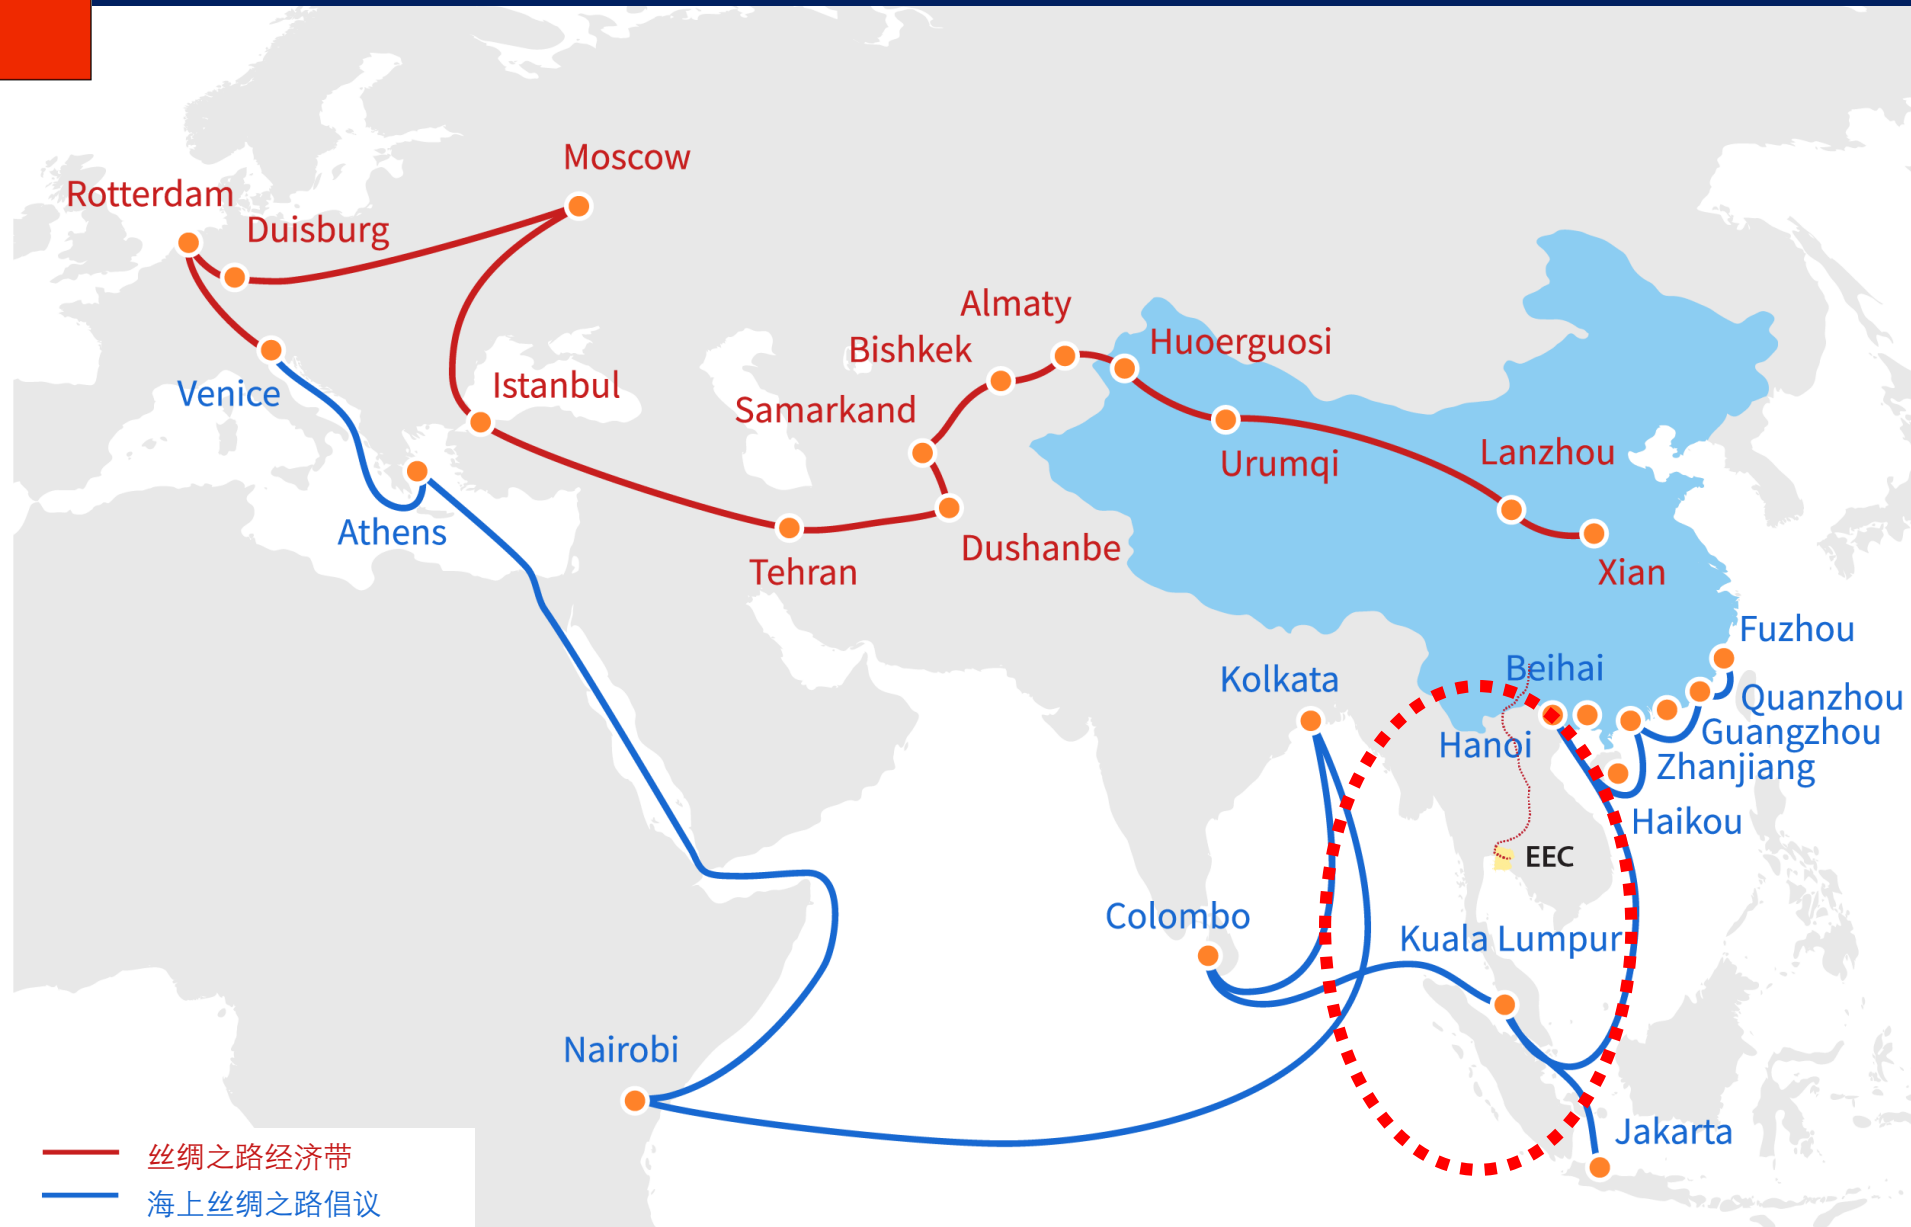 Moscow
Rotterdam
Duisburg
Almaty
Huoerguosi
Bishkek
Istanbul
Venice
Samarkand
Lanzhou
Urumqi
Athens
Dushanbe
Tehran
Xian
Fuzhou
Beihai
Kolkata
Quanzhou
Guangzhou
Hanoi
Zhanjiang
Haikou
EEC
Colombo
Kuala Lumpur
Nairobi
Jakarta
丝绸之路经济带
海上丝绸之路倡议